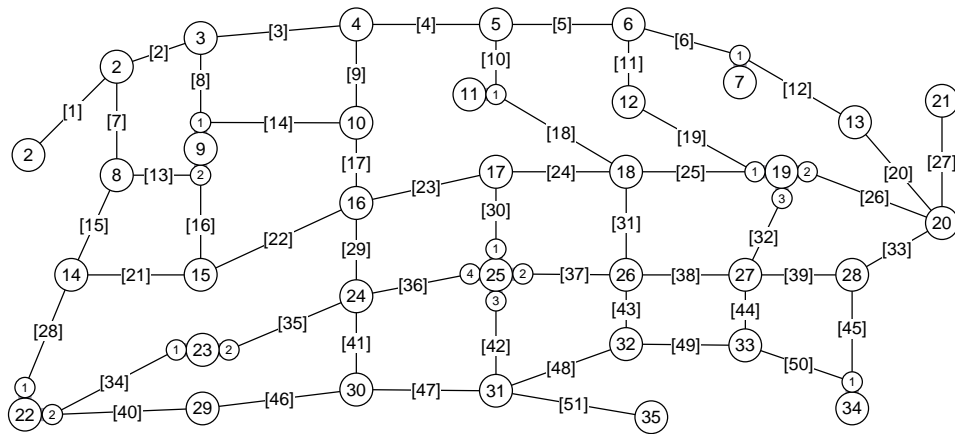 4 5 6
3 [3] [4] [5]
[2] [6] 1
2 7
[1] [8] [9] [10] [11] [12]
11 1 12 21
[7] 1 [14] 10 13
2 9 [18] [19]
8 [13] 2 [17] 17 [24] 18 [25] 1 19 2 [20] [27]
[23] 3 [26]
[15] [16] 16 [30] [31] 20
[22] [29] [32] [33]
14 [21] 15 1
24 [36] 4 25 2 [37] 26 [38] 27 [39] 28
3
[28] [35] [43] [44] [45]
1 23 2 [41] [42] 32 [49] 33
[34] [48] [50]
1 30 [47] 31 1
22 2 [40] 29 [46] [51] 35 34